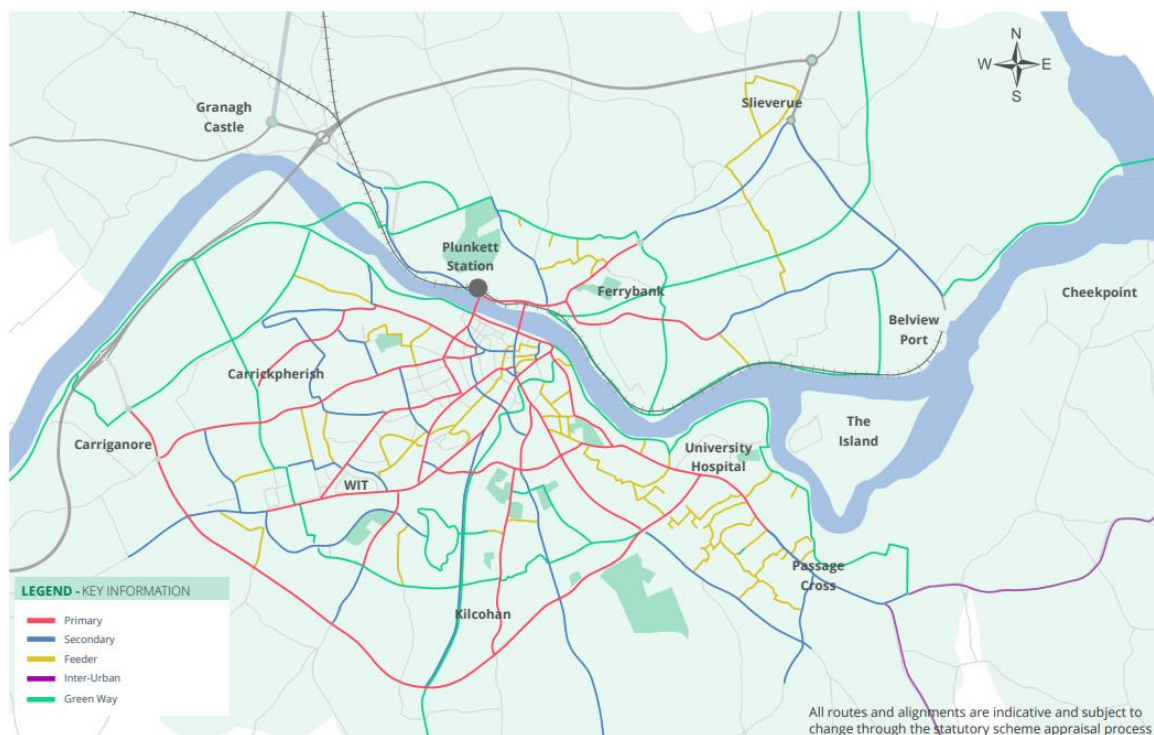 N
W E
S
Granagh
Castle
Slieverue
Plunkett
Station
Ferrybank
Cheekpoint
Belview
Port
Carrickpherish
The
Island
Carriganore
University
Hospital
WIT
Passage
Cross
Kilcohan
LEGEND - KEY INFORMATION
Primary
Secondary
Feeder
Inter-Urban
Green Way
All routes and alignments are indicative and subject to
change through the statutory scheme appraisal process